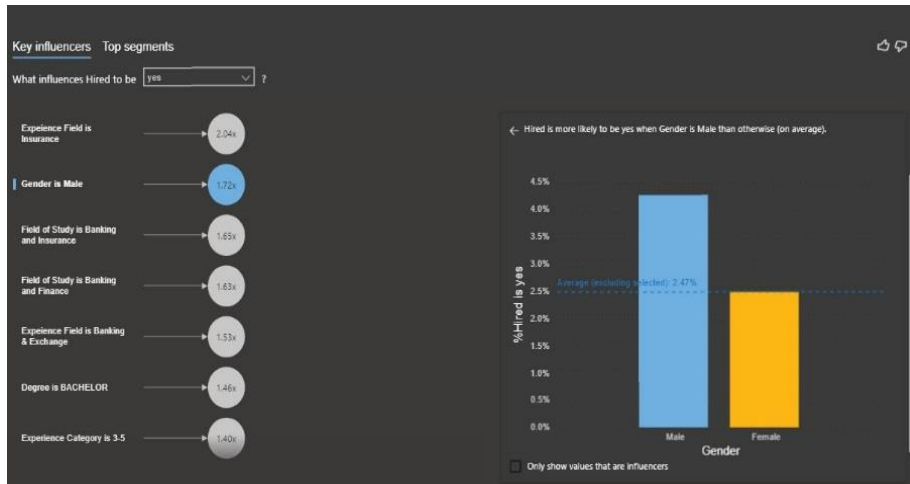 Key influencers Top segments
What influences Hired to be yes ?
Expeience Field is
Insurance
2.04x
Gender is Male
1.72x
Field of Study is Banking
and Insurance
1.65x
Field of Study is Banking
and Finance
1.63x
Expeience Field is Banking
& Exchange
1.53x
Degree is BACHELOR
1.46x
Experience Category is 3-5
1.40x
← Hired is more likely to be yes when Gender is Male than otherwise (on average).
%Hired is yes
4.5%
4.0%
3.5%
3.0%
Average (excluding selected): 2.47%
2.5%
2.0%
1.5%
1.0%
0.5%
0.0%
Male Female
Gender
Only show values that are influencers